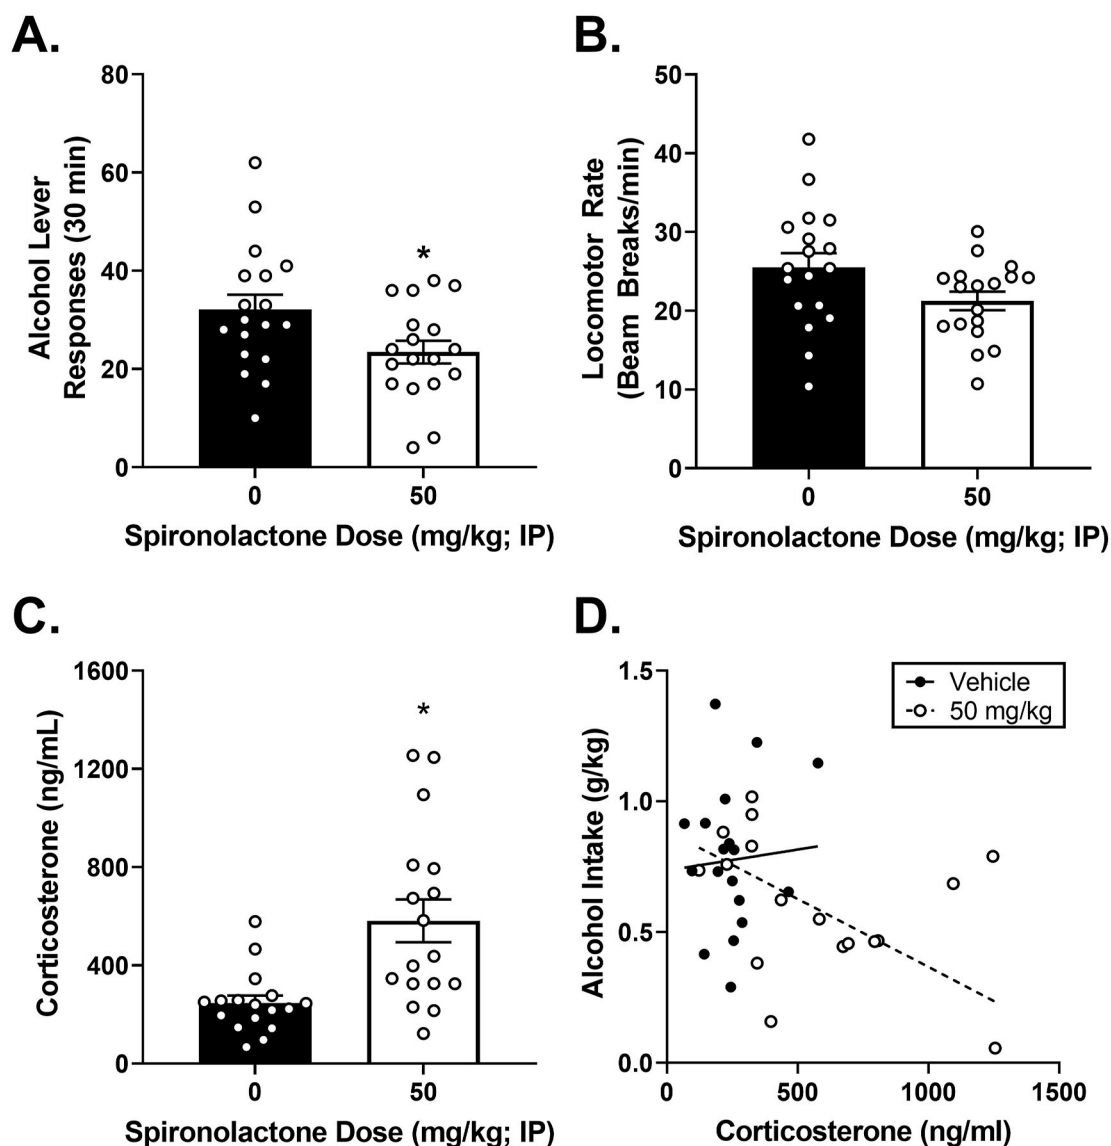 A.
80
60
40
20
0
Alcohol Lever
Responses (30 min)
*
0 50
Spironolactone Dose (mg/kg; IP)
B.
50
40
30
20
10
0
Locomotor Rate
(Beam Breaks/min)
0 50
Spironolactone Dose (mg/kg; IP)
C.
1600
1200
800
400
0
Corticosterone (ng/mL)
*
0 50
Spironolactone Dose (mg/kg; IP)
D.
1.5
1.0
0.5
0.0
Alcohol Intake (g/kg)
Vehicle
50 mg/kg
0 500 1000 1500
Corticosterone (ng/ml)